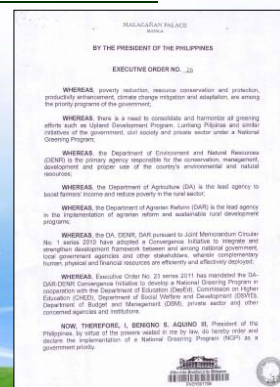 MALACAÑAN PALACE
MANILA
BY THE PRESIDENT OF THE PHILIPPINES
EXECUTIVE ORDER NO. 26
WHEREAS, poverty reduction, resource conservation and protection,
productivity enhancement, climate change mitigation and adaptation, are among
the priority programs of the government;
WHEREAS, there is a need to consolidate and harmonize all greening
efforts such as Upland Development Program, Luntiang Pilipinas and similar
initiatives of the government, civil society and private sector under a National
Greening Program;
WHEREAS, the Department of Environment and Natural Resources
(DENR) is the primary agency responsible for the conservation, management,
development and proper use of the country's environmental and natural
resources;
WHEREAS, the Department of Agriculture (DA) is the lead agency to
boost farmers' income and reduce poverty in the rural sector;
WHEREAS, the Department of Agrarian Reform (DAR) is the lead agency
in the implementation of agrarian reform and sustainable rural development
programs;
WHEREAS, the DA, DENR, DAR pursuant to Joint Memorandum Circular
No. 1 series 2010 have adopted a Convergence Initiative to integrate and
strengthen development framework between and among national government,
local government agencies and other stakeholders, wherein complementary
human, physical and financial resources are efficiently and effectively deployed;
WHEREAS, Executive Order No. 23 series 2011 has mandated the DA-
DAR-DENR Convergence Initiative to develop a National Greening Program in
cooperation with the Department of Education (DepEd), Commission on Higher
Education (CHED), Department of Social Welfare and Development (DSWD),
Department of Budget and Management (DBM), private sector and other
concerned agencies and institutions.
NOW, THEREFORE, I, BENIGNO S. AQUINO III, President of the
Philippines, by virtue of the powers vested in me by law, do hereby order and
declare the implementation of a National Greening Program (NGP) as a
government priority.